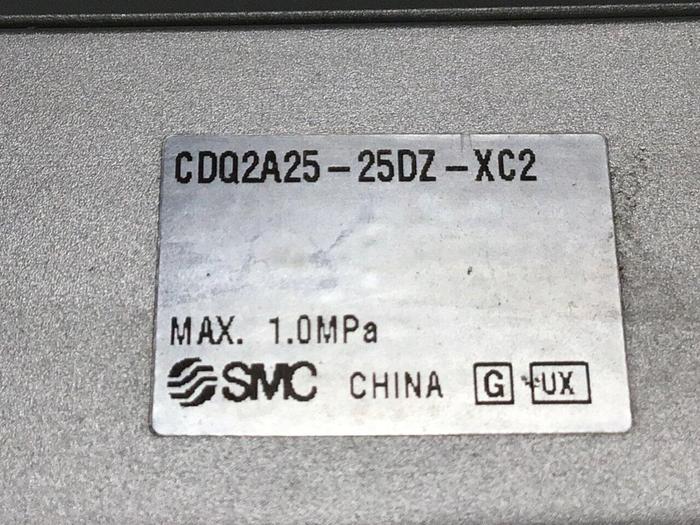 CDQ2A25-25DZ-XC2
MAX. 1.0MPa
SMC CHINA G UX